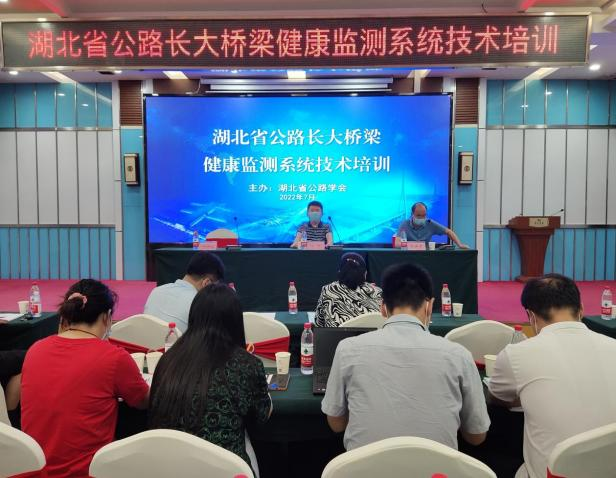 湖北省公路长大桥梁健康监测系统技术培训
湖北省公路长大桥梁
健康监测系统技术培训
主办：湖北省公路学会
2022年7月